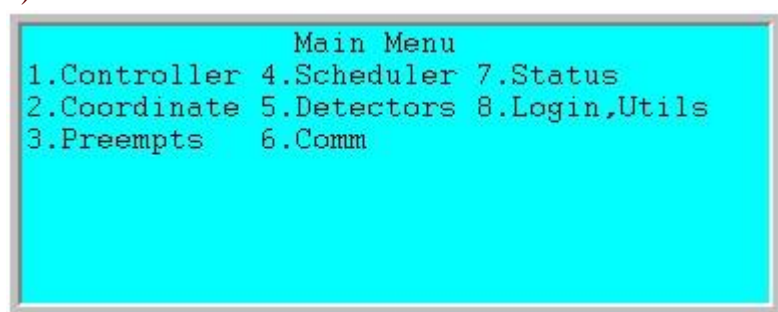 Main Menu
1.Controller 4.Scheduler 7.Status
2.Coordinate 5.Detectors 8.Login,Utils
3.Preempts 6.Comm